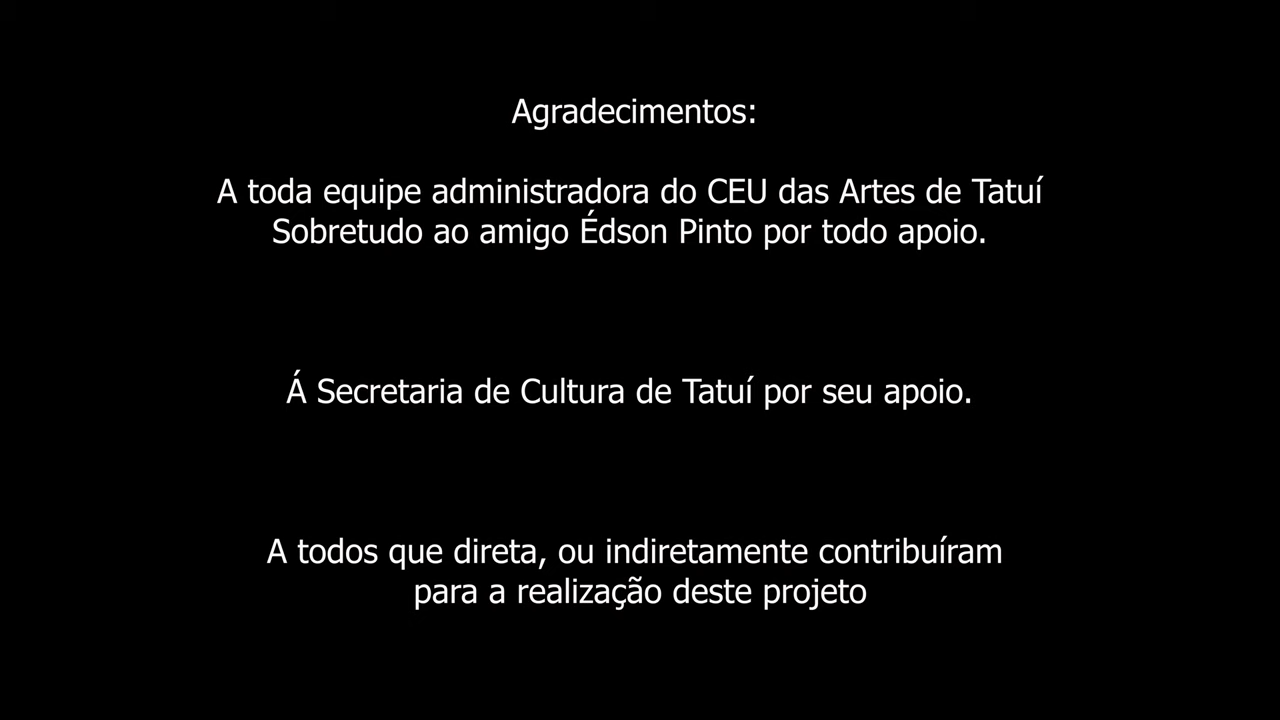 Agradecimentos:
A toda equipe administradora do CEU das Artes de Tatuí
Sobretudo ao amigo Édson Pinto por todo apoio.
Á Secretaria de Cultura de Tatuí por seu apoio.
A todos que direta, ou indiretamente contribuíram
para a realização deste projeto